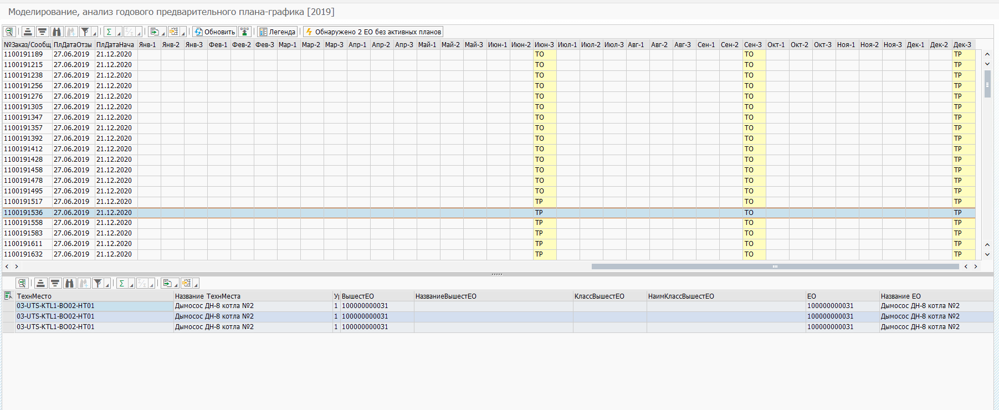 Моделирование, анализ годового предварительного плана-графика [2019]
Обновить Легенда Обнаружено 2 ЕО без активных планов
№Заказ/Сообщ ПлДатаОтзы ПлДатаНача Янв-1 Янв-2 Янв-3 Фев-1 Фев-2 Фев-3 Мар-1 Мар-2 Мар-3 Апр-1 Апр-2 Апр-3 Май-1 Май-2 Май-3 Июн-1 Июн-2 Июн-3 Июл-1 Июл-2 Июл-3 Авг-1 Авг-2 Авг-3 Сен-1 Сен-2 Сен-3 Окт-1 Окт-2 Окт-3 Ноя-1 Ноя-2 Ноя-3 Дек-1 Дек-2 Дек-3
1100191189 27.06.2019 21.12.2020 ТО ТО ТР
1100191215 27.06.2019 21.12.2020 ТО ТО ТР
1100191238 27.06.2019 21.12.2020 ТО ТО ТР
1100191256 27.06.2019 21.12.2020 ТО ТО ТР
1100191276 27.06.2019 21.12.2020 ТО ТО ТР
1100191305 27.06.2019 21.12.2020 ТО ТО ТР
1100191347 27.06.2019 21.12.2020 ТО ТО ТР
1100191357 27.06.2019 21.12.2020 ТО ТО ТР
1100191392 27.06.2019 21.12.2020 ТО ТО ТР
1100191412 27.06.2019 21.12.2020 ТО ТО ТР
1100191428 27.06.2019 21.12.2020 ТО ТО ТР
1100191458 27.06.2019 21.12.2020 ТО ТО ТР
1100191478 27.06.2019 21.12.2020 ТО ТО ТР
1100191495 27.06.2019 21.12.2020 ТО ТО ТР
1100191517 27.06.2019 21.12.2020 ТР ТО ТР
1100191536 27.06.2019 21.12.2020 ТР ТО ТР
1100191558 27.06.2019 21.12.2020 ТР ТО ТР
1100191583 27.06.2019 21.12.2020 ТР ТО ТР
1100191611 27.06.2019 21.12.2020 ТР ТО ТР
1100191632 27.06.2019 21.12.2020 ТР ТО ТР
ТехнМесто Название ТехнМеста Ур ВышестЕО НазваниеВышестЕО КлассВышестЕО НаимКлассВышестЕО ЕО Название ЕО
03-UTS-KTL1-BO02-HT01 Дымосос ДН-8 котла №2 1 100000000031 100000000031 Дымосос ДН-8 котла №2
03-UTS-KTL1-BO02-HT01 Дымосос ДН-8 котла №2 1 100000000031 100000000031 Дымосос ДН-8 котла №2
03-UTS-KTL1-BO02-HT01 Дымосос ДН-8 котла №2 1 100000000031 100000000031 Дымосос ДН-8 котла №2